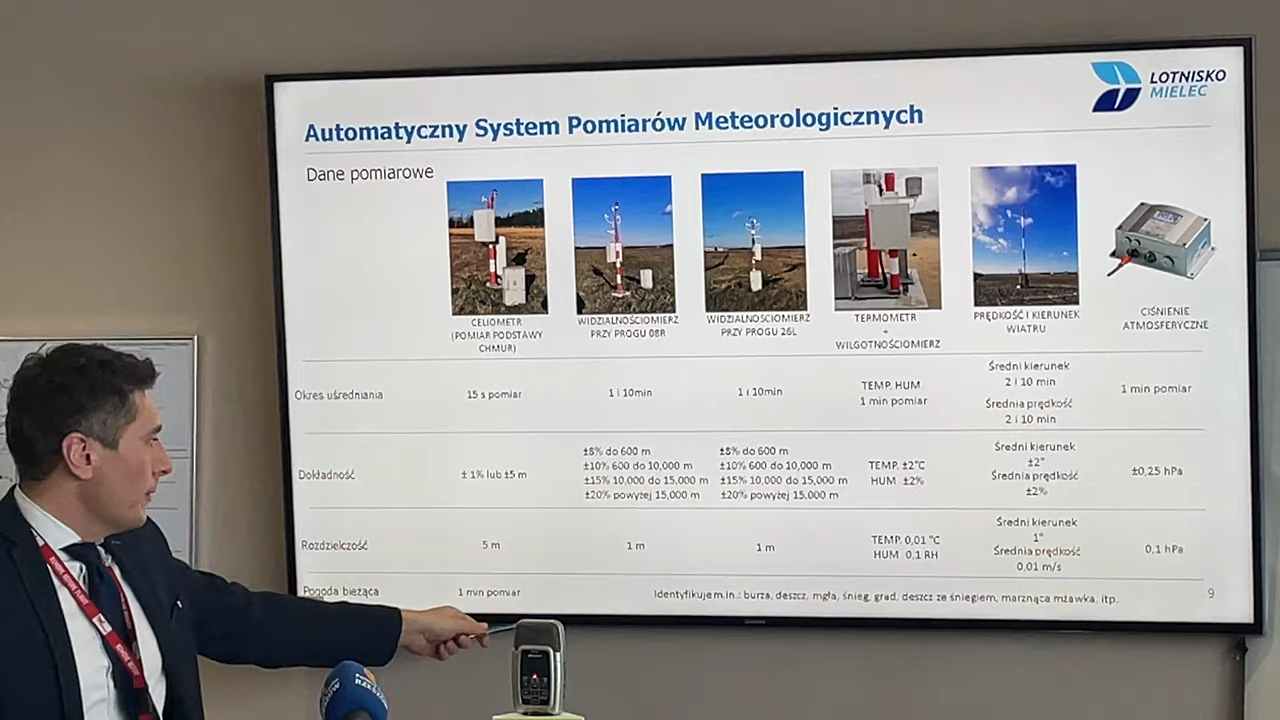 LOTNISKO
MIELEC
Automatyczny System Pomiarów Meteorologicznych
Dane pomiarowe
CELIOMETR
(POMIAR PODSTAWY
CHMUR)
WIDZIALNOŚCIOMIERZ
PRZY PROGU 08R
WIDZIALNOŚCIOMIERZ
PRZY PROGU 26L
TERMOMETR
+
WILGOTNOŚCIOMIERZ
PRĘDKOŚĆ I KIERUNEK
WIATRU
CIŚNIENIE
ATMOSFERYCZNE
Okres uśredniania
15 s pomiar
1 i 10min
1 i 10min
TEMP, HUM.
1 min pomiar
Średni kierunek
2 i 10 min
Średnia prędkość
2 i 10 min
1 min pomiar
Dokładność
± 1% lub ±5 m
±8% do 600 m
±10% 600 do 10,000 m
±15% 10,000 do 15,000 m
±20% powyżej 15,000 m
±8% do 600 m
±10% 600 do 10,000 m
±15% 10,000 do 15,000 m
±20% powyżej 15,000 m
TEMP. ±2°C
HUM. ±2%
Średni kierunek
±2°
Średnia prędkość
±2%
±0,25 hPa
Rozdzielczość
5 m
1 m
1 m
TEMP. 0,01 °C
HUM. 0,1 RH
Średni kierunek
1°
Średnia prędkość
0,01 m/s
0,1 hPa
Pogoda bieżąca
1 min pomiar
Identyfikuje m.in.: burza, deszcz, mgła, śnieg, grad, deszcz ze śniegiem, marznąca mżawka, itp.
9